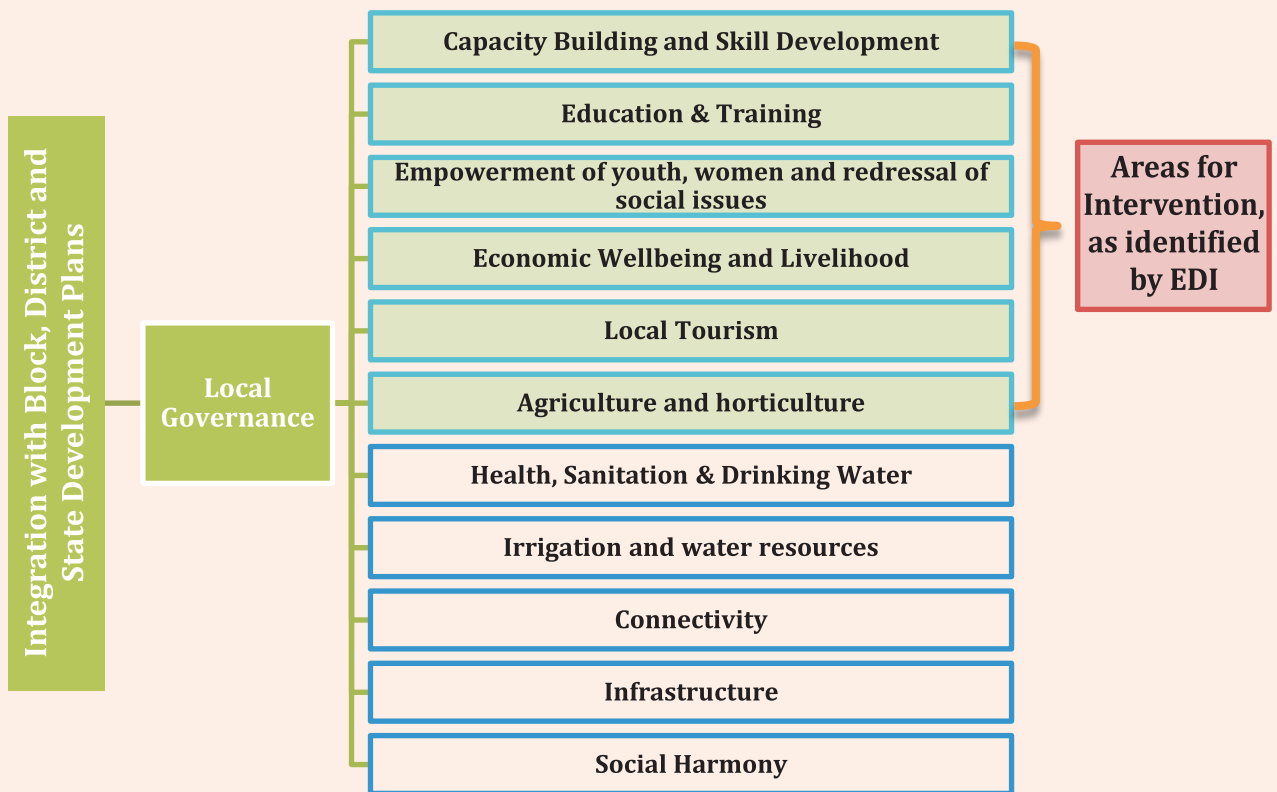 Integration with Block, District and
State Development Plans
Local
Governance
Capacity Building and Skill Development
Education & Training
Empowerment of youth, women and redressal of
social issues
Economic Wellbeing and Livelihood
Local Tourism
Agriculture and horticulture
Health, Sanitation & Drinking Water
Irrigation and water resources
Connectivity
Infrastructure
Social Harmony
Areas for
Intervention,
as identified
by EDI